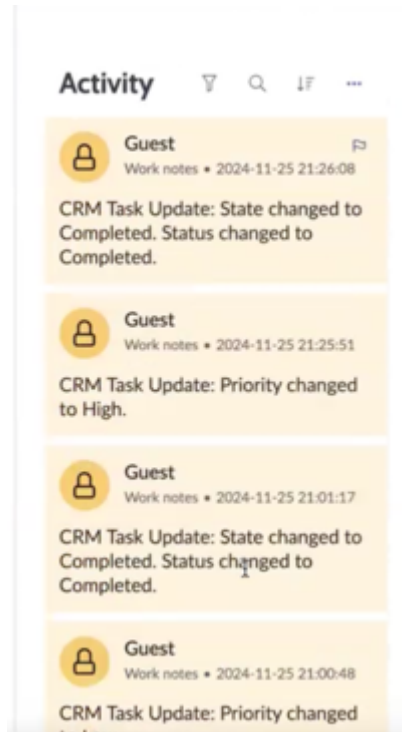 Activity
Guest
Work notes • 2024-11-25 21:26:08
CRM Task Update: State changed to
Completed. Status changed to
Completed.
Guest
Work notes • 2024-11-25 21:25:51
CRM Task Update: Priority changed
to High.
Guest
Work notes • 2024-11-25 21:01:17
CRM Task Update: State changed to
Completed. Status changed to
Completed.
Guest
Work notes • 2024-11-25 21:00:48
CRM Task Update: Priority changed